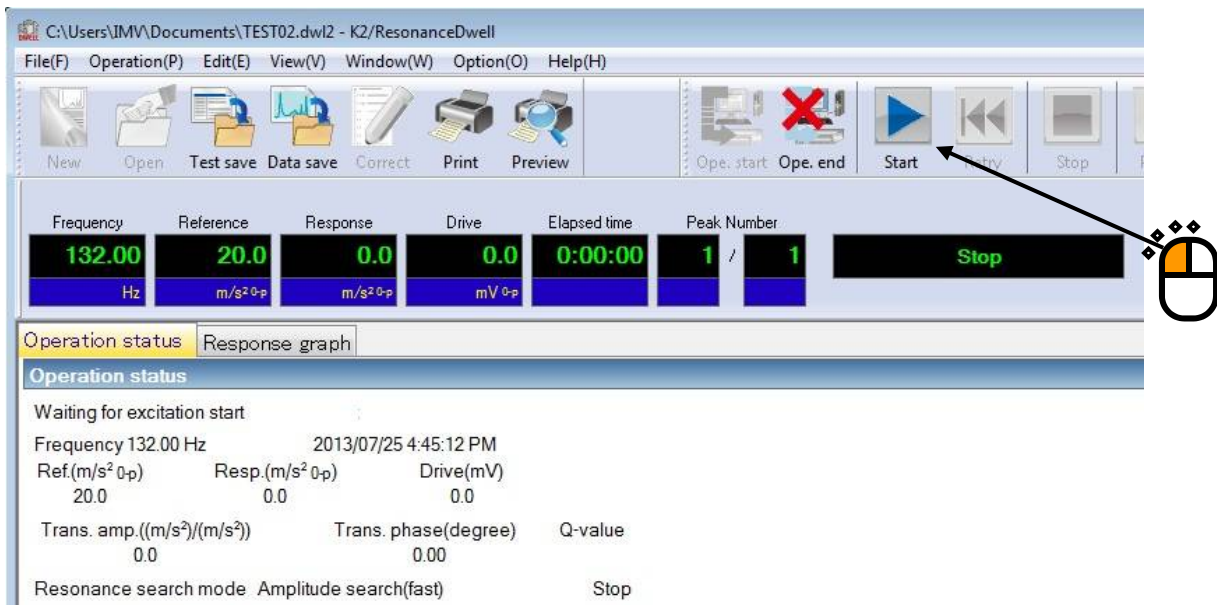 C:\Users\IMV\Documents\TEST02.dwl2 - K2/ResonanceDwell
File(F) Operation(P) Edit(E) View(V) Window(W) Option(O) Help(H)
New Open Test save Data save Correct Print Preview Ope. start Ope. end Start Retry Stop
Frequency Reference Response Drive Elapsed time Peak Number
132.00 20.0 0.0 0.0 0:00:00 1 / 1 Stop
Hz m/s² 0-p m/s² 0-p mV 0-p
Operation status Response graph
Operation status
Waiting for excitation start :
Frequency 132.00 Hz 2013/07/25 4:45:12 PM
Ref.(m/s² 0-p) Resp.(m/s² 0-p) Drive(mV)
20.0 0.0 0.0
Trans. amp.((m/s²)/(m/s²)) Trans. phase(degree) Q-value
0.0 0.00
Resonance search mode Amplitude search(fast) Stop